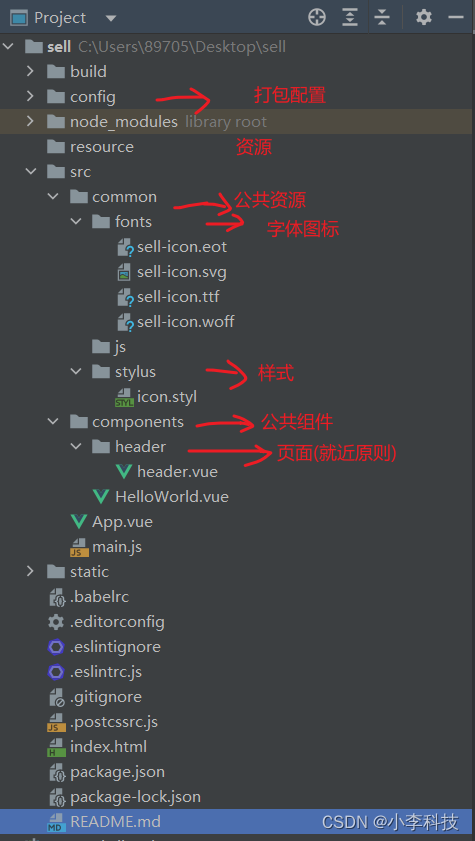 Project
sell C:\Users\89705\Desktop\sell
build
config 打包配置
node_modules library root
resource 资源
src
common 公共资源
fonts 字体图标
sell-icon.eot
sell-icon.svg
sell-icon.ttf
sell-icon.woff
js
stylus 样式
icon.styl
components 公共组件
header 页面(就近原则)
header.vue
HelloWorld.vue
App.vue
main.js
static
.babelrc
.editorconfig
.eslintignore
.eslintrc.js
.gitignore
.postcssrc.js
index.html
package.json
package-lock.json
README.md CSDN @小李科技